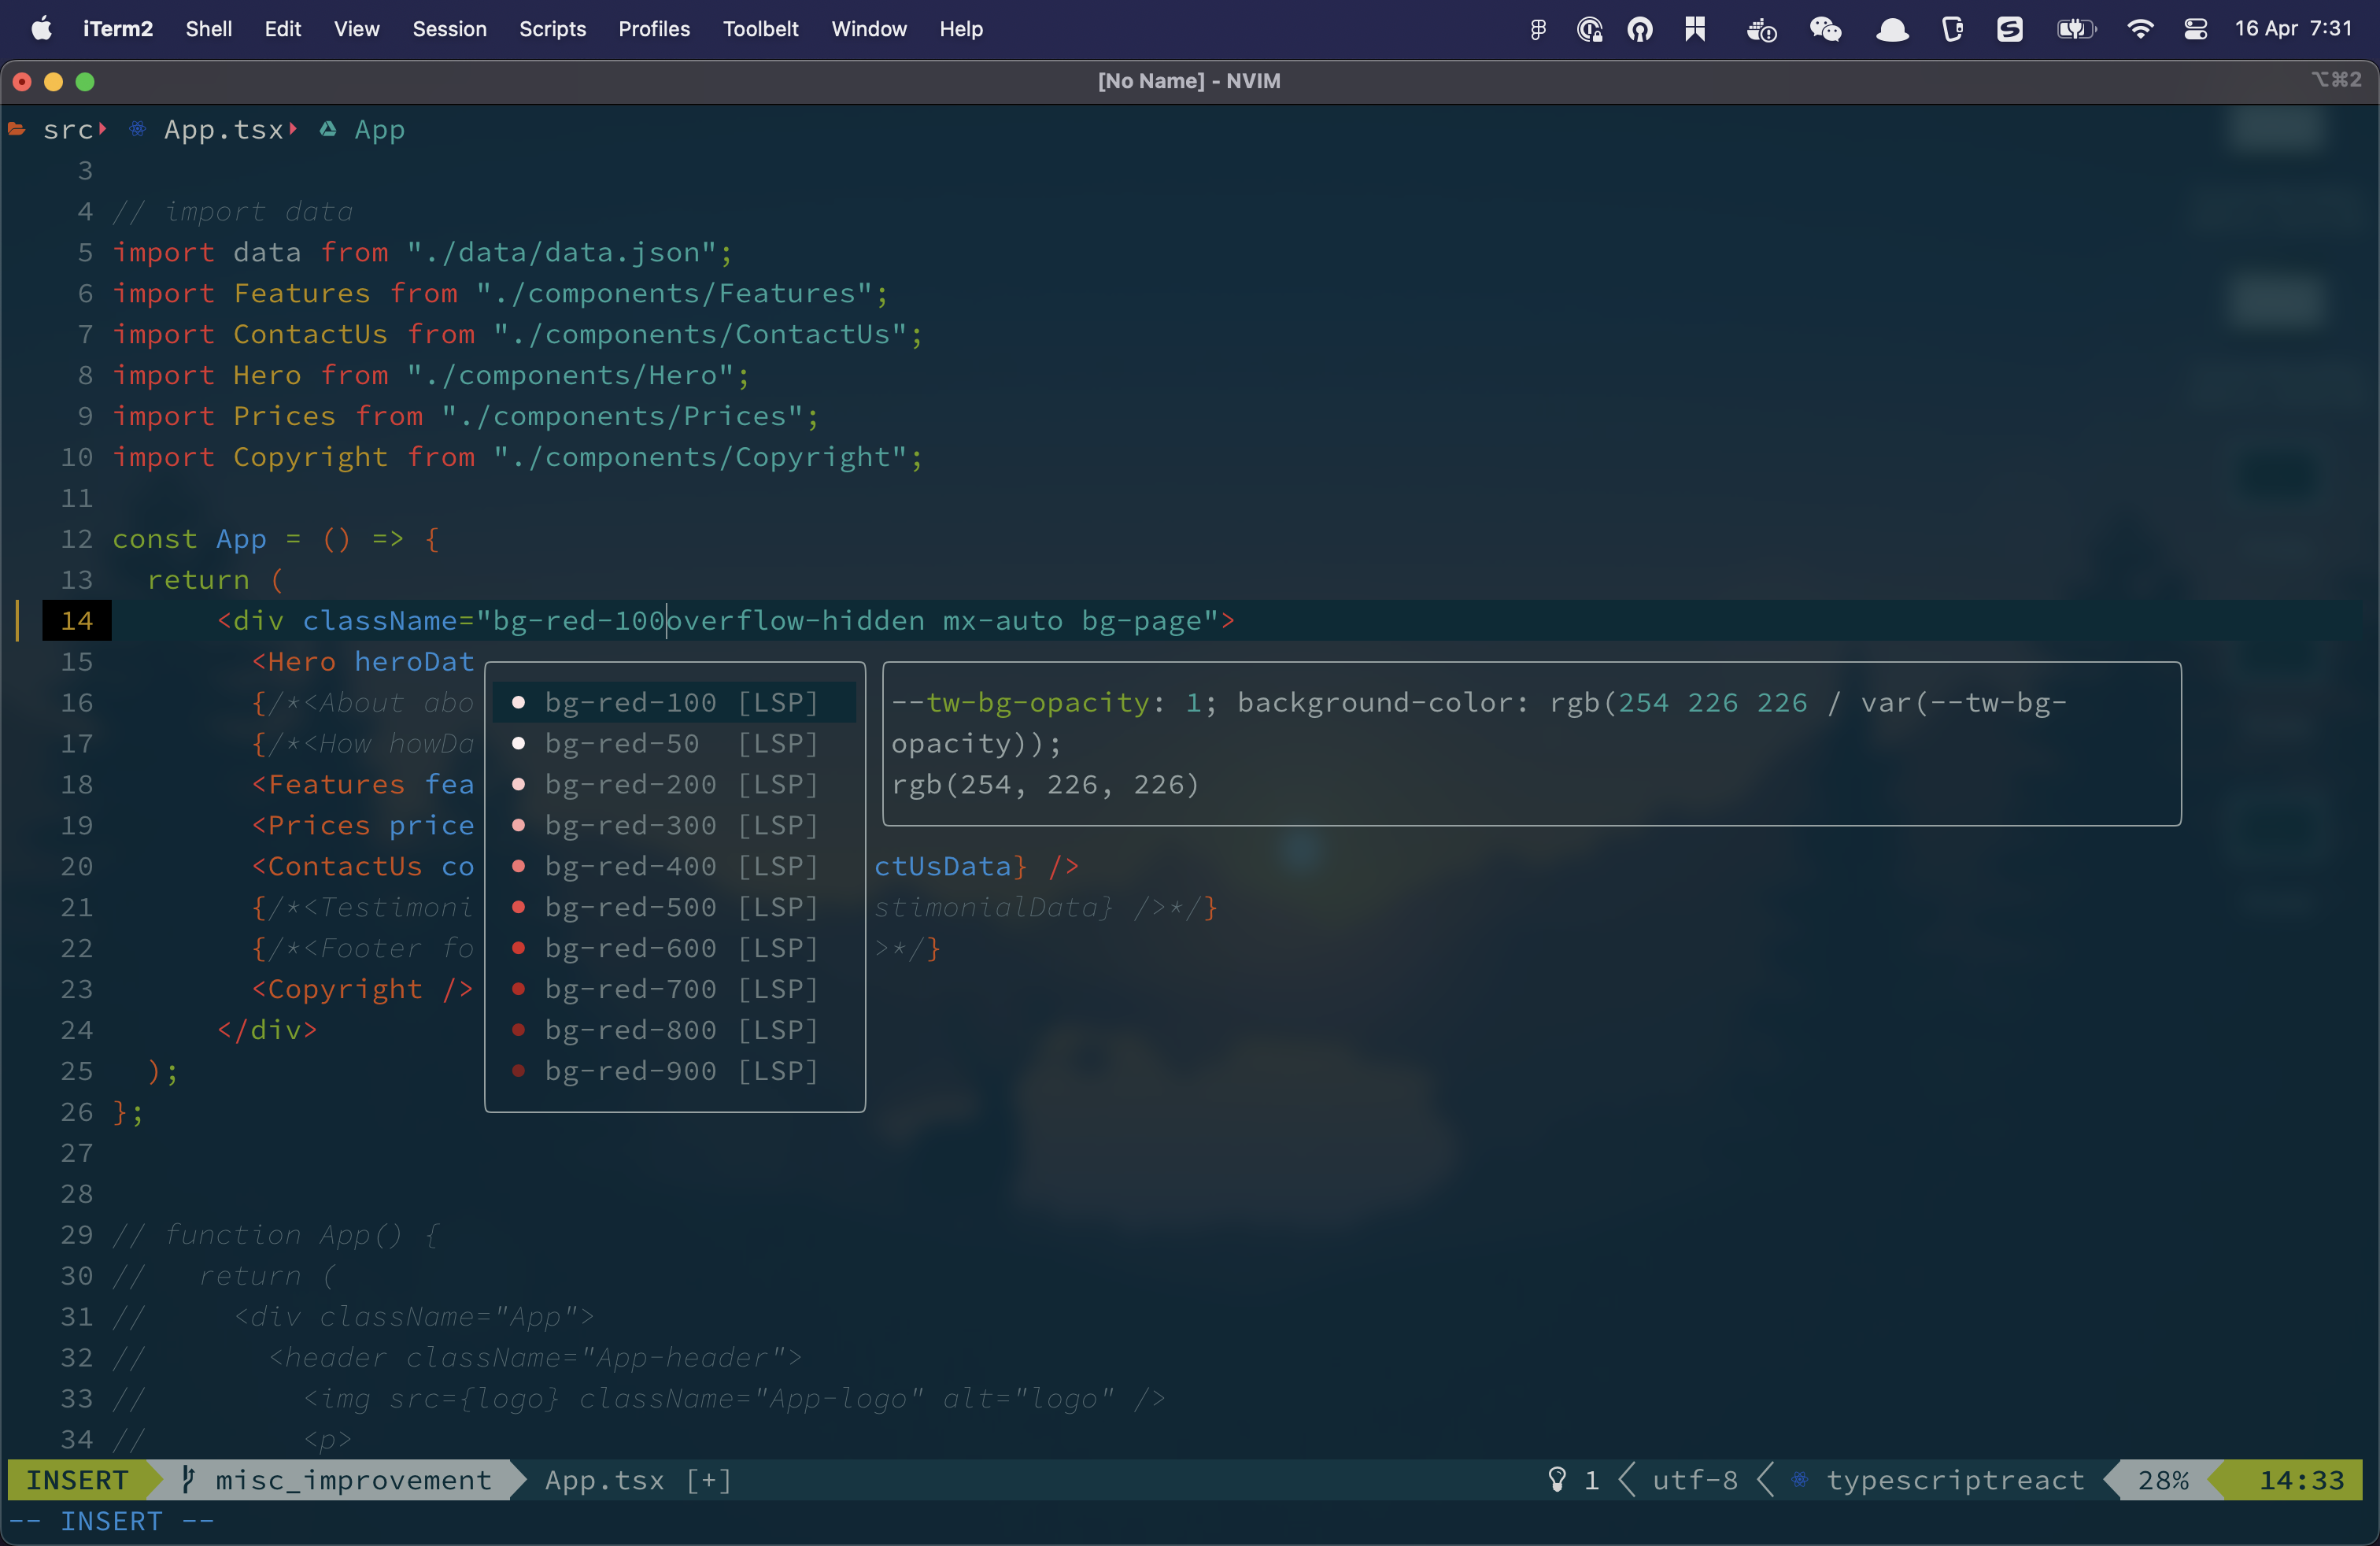 iTerm2 Shell Edit View Session Scripts Profiles Toolbelt Window Help 16 Apr 7:31
[No Name] - NVIM ⌥⌘2
src App.tsx App
3
4 // import data
5 import data from "./data/data.json";
6 import Features from "./components/Features";
7 import ContactUs from "./components/ContactUs";
8 import Hero from "./components/Hero";
9 import Prices from "./components/Prices";
10 import Copyright from "./components/Copyright";
11
12 const App = () => {
13 return (
14 <div className="bg-red-100overflow-hidden mx-auto bg-page">
15 <Hero heroDat
16 {/*<About abo
17 {/*<How howDa
18 <Features fea
19 <Prices price
20 <ContactUs co ctUsData} />
21 {/*<Testimoni stimonialData} />*/}
22 {/*<Footer fo >*/}
23 <Copyright />
24 </div>
25 );
26 };
27
28
29 // function App() {
30 // return (
31 // <div className="App">
32 // <header className="App-header">
33 // <img src={logo} className="App-logo" alt="logo" />
34 // <p>
bg-red-100 [LSP]
bg-red-50 [LSP]
bg-red-200 [LSP]
bg-red-300 [LSP]
bg-red-400 [LSP]
bg-red-500 [LSP]
bg-red-600 [LSP]
bg-red-700 [LSP]
bg-red-800 [LSP]
bg-red-900 [LSP]
--tw-bg-opacity: 1; background-color: rgb(254 226 226 / var(--tw-bg-
opacity));
rgb(254, 226, 226)
INSERT misc_improvement App.tsx [+] 1 utf-8 typescriptreact 28% 14:33
-- INSERT --